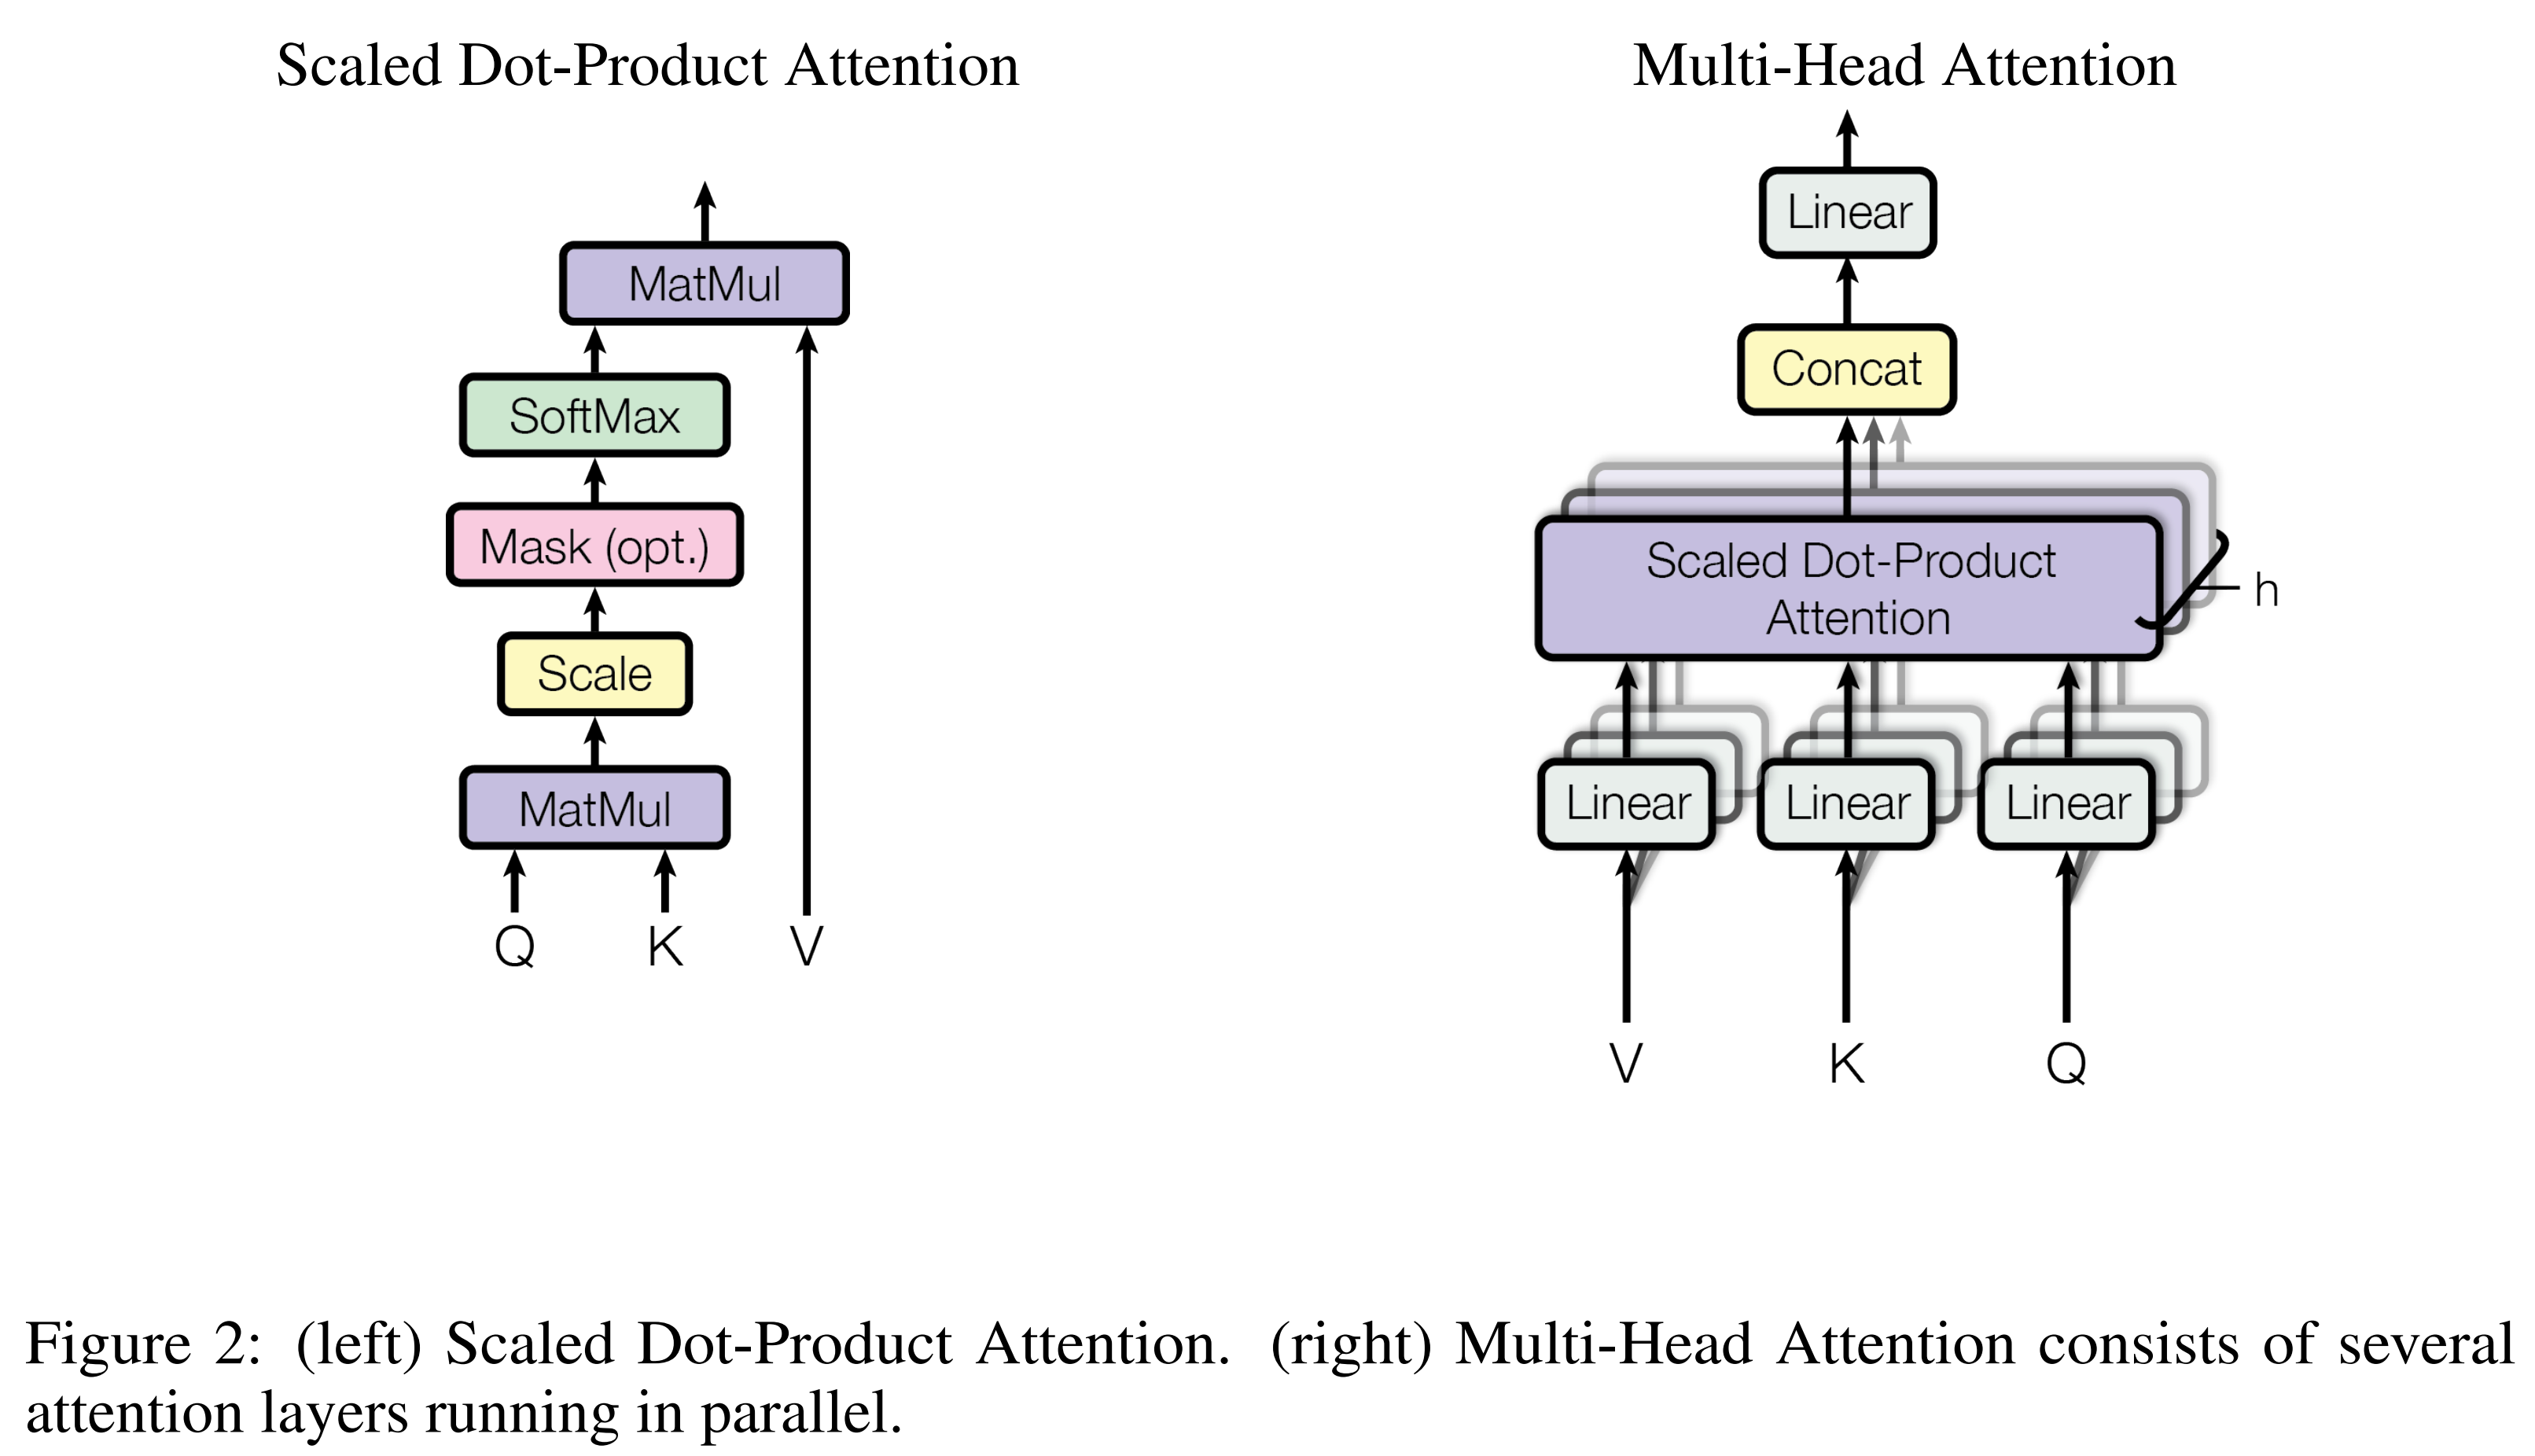 Scaled Dot-Product Attention
MatMul
SoftMax
Mask (opt.)
Scale
MatMul
Q K V
Multi-Head Attention
Linear
Concat
Scaled Dot-Product
Attention
h
Linear Linear Linear
V K Q
Figure 2: (left) Scaled Dot-Product Attention. (right) Multi-Head Attention consists of several
attention layers running in parallel.